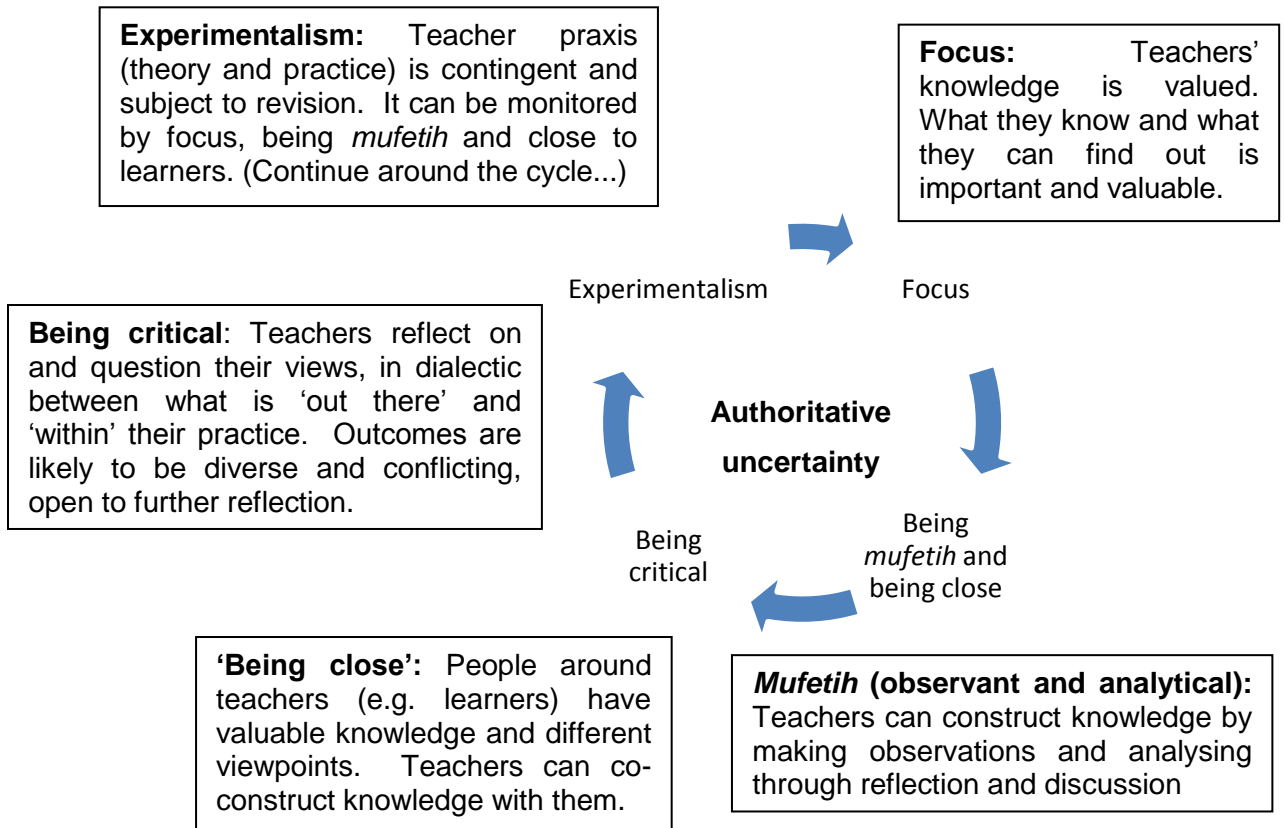 Experimentalism: Teacher praxis
(theory and practice) is contingent and
subject to revision. It can be monitored
by focus, being mufetih and close to
learners. (Continue around the cycle...)
Focus: Teachers’
knowledge is valued.
What they know and what
they can find out is
important and valuable.
Experimentalism
Focus
Being critical: Teachers reflect on
and question their views, in dialectic
between what is ‘out there’ and
‘within’ their practice. Outcomes are
likely to be diverse and conflicting,
open to further reflection.
Authoritative
uncertainty
Being
critical
Being
mufetih and
being close
‘Being close’: People around
teachers (e.g. learners) have
valuable knowledge and different
viewpoints. Teachers can co-
construct knowledge with them.
Mufetih (observant and analytical):
Teachers can construct knowledge by
making observations and analysing
through reflection and discussion